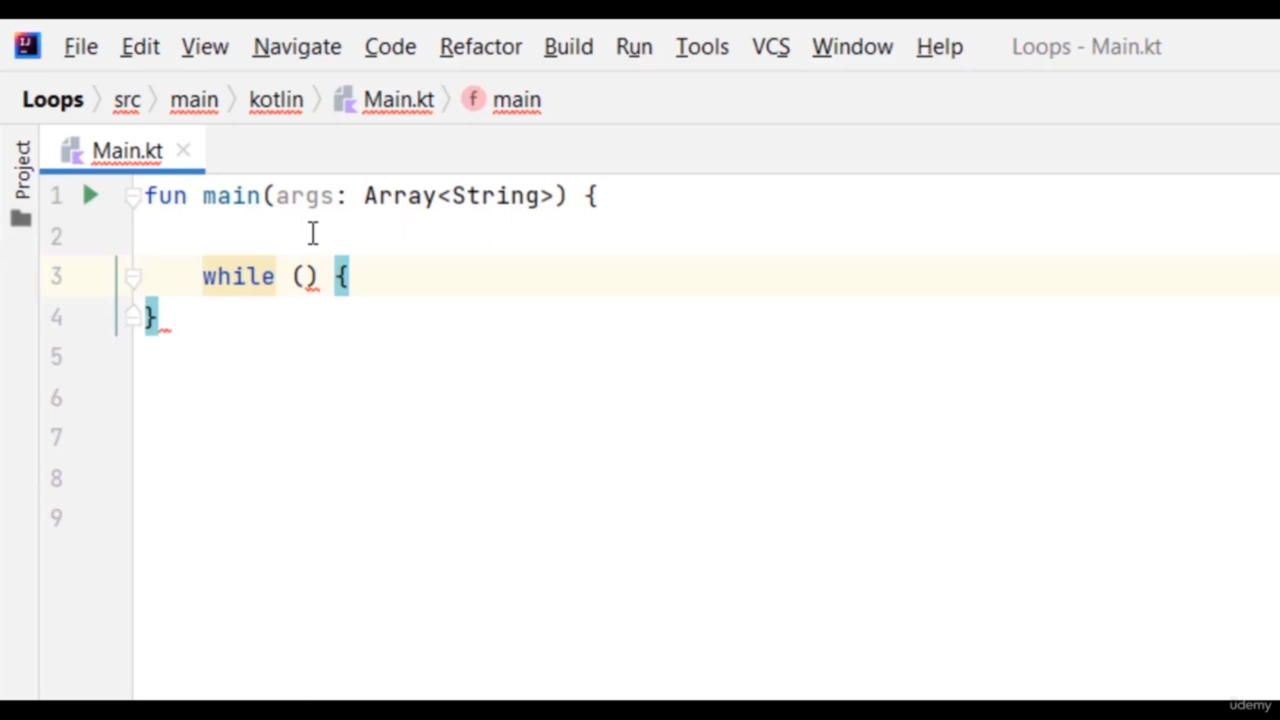 File Edit View Navigate Code Refactor Build Run Tools VCS Window Help Loops - Main.kt
Loops src main kotlin Main.kt f main
Project
Main.kt
1 fun main(args: Array<String>) {
2
3 while () {
4 }
5
6
7
8
9
udemy